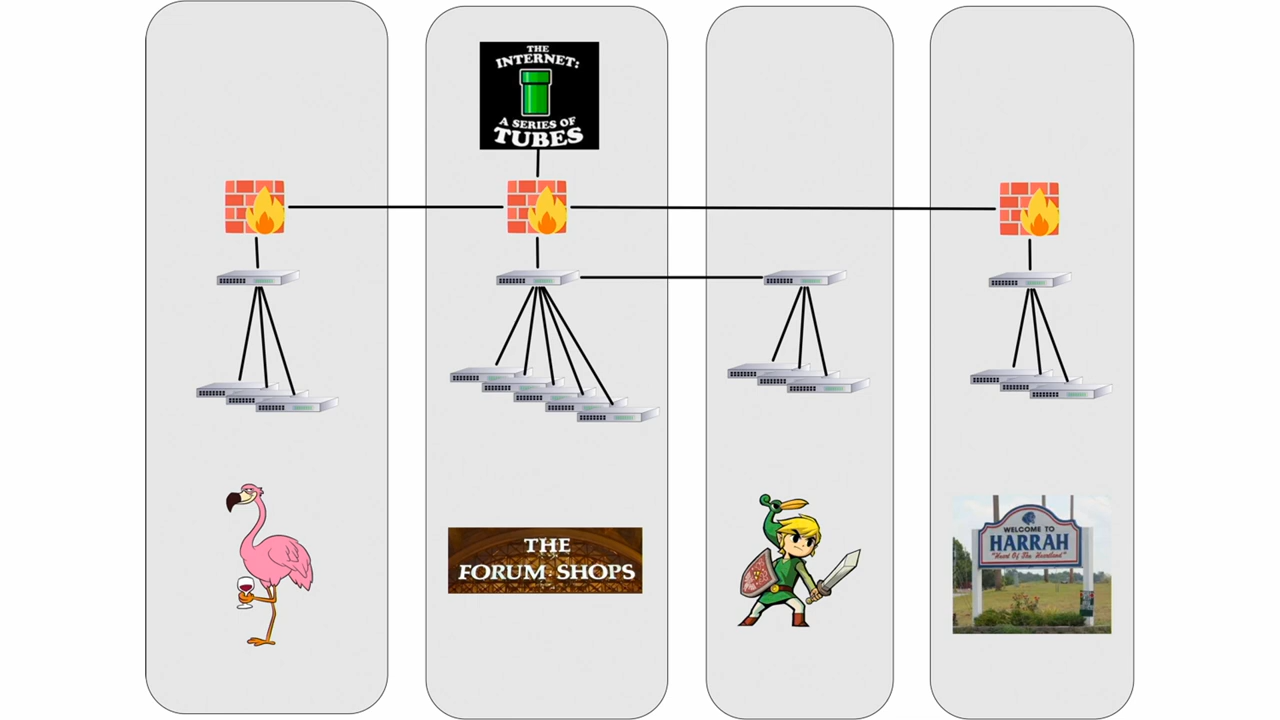 THE
INTERNET:
A SERIES OF
TUBES
THE
FORUM SHOPS
WELCOME TO
HARRAH
"Heart Of The Heartland"